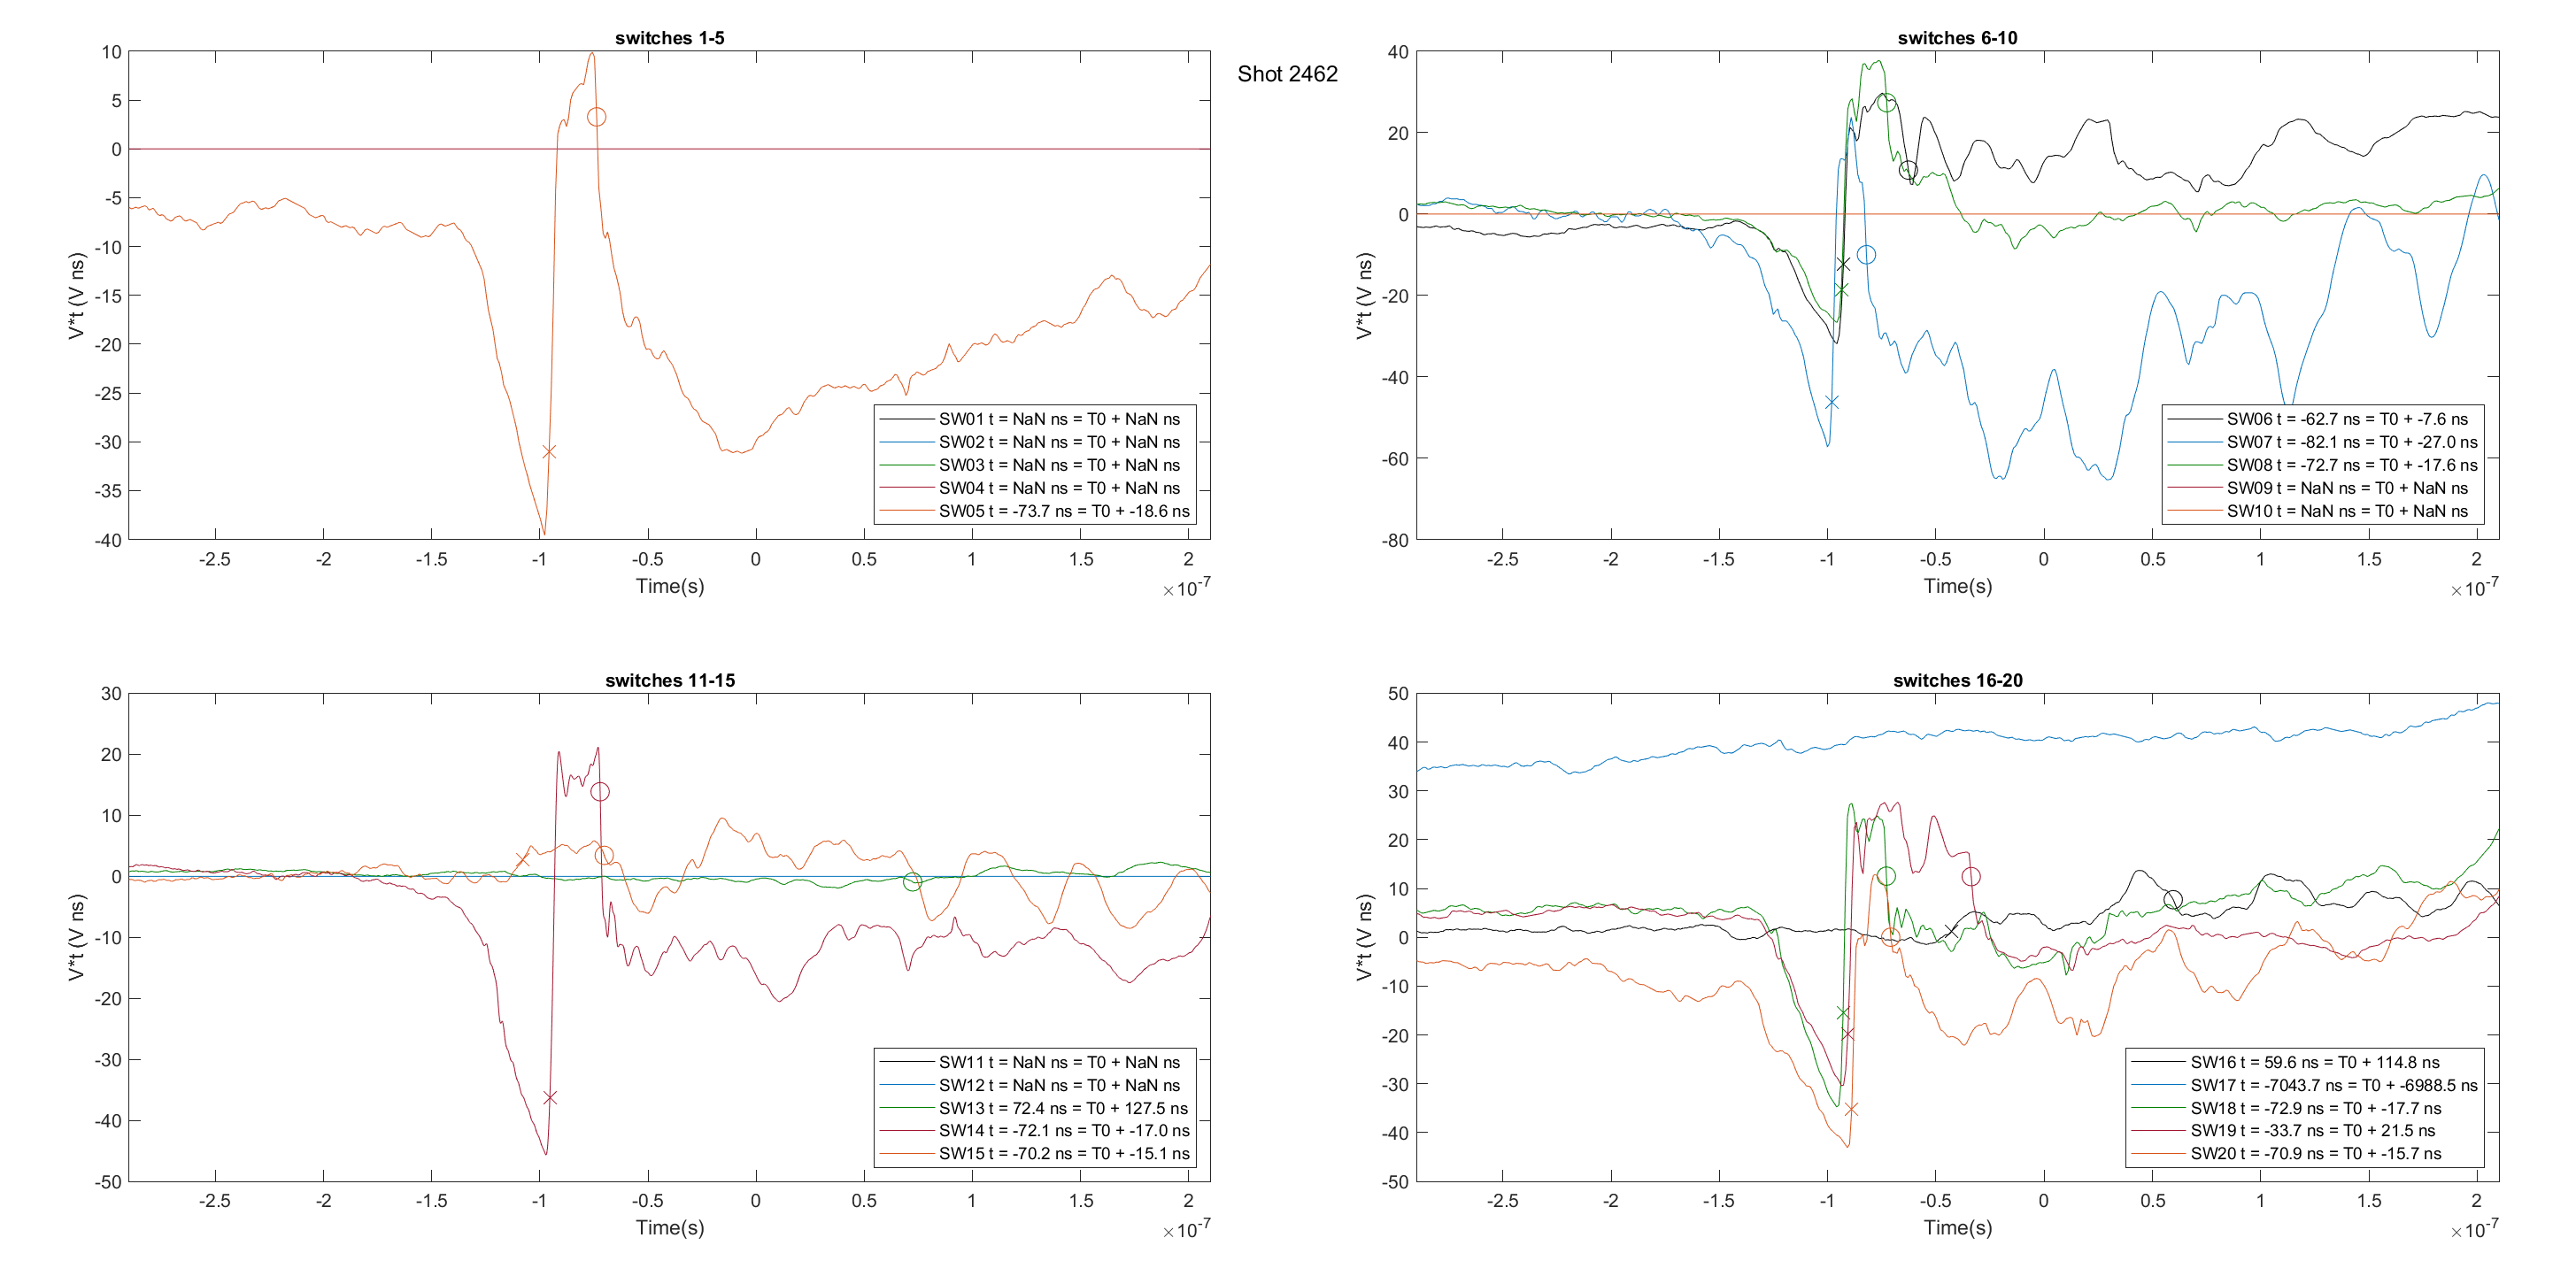 Shot 2462
switches 1-5
10
5
0
-5
-10
-15
-20
-25
-30
-35
-40
V*t (V ns)
-2.5 -2 -1.5 -1 -0.5 0 0.5 1 1.5 2
Time(s)
×10-7
SW01 t = NaN ns = T0 + NaN ns
SW02 t = NaN ns = T0 + NaN ns
SW03 t = NaN ns = T0 + NaN ns
SW04 t = NaN ns = T0 + NaN ns
SW05 t = -73.7 ns = T0 + -18.6 ns
switches 6-10
40
20
0
-20
-40
-60
-80
V*t (V ns)
-2.5 -2 -1.5 -1 -0.5 0 0.5 1 1.5 2
Time(s)
×10-7
SW06 t = -62.7 ns = T0 + -7.6 ns
SW07 t = -82.1 ns = T0 + -27.0 ns
SW08 t = -72.7 ns = T0 + -17.6 ns
SW09 t = NaN ns = T0 + NaN ns
SW10 t = NaN ns = T0 + NaN ns
switches 11-15
30
20
10
0
-10
-20
-30
-40
-50
V*t (V ns)
-2.5 -2 -1.5 -1 -0.5 0 0.5 1 1.5 2
Time(s)
×10-7
SW11 t = NaN ns = T0 + NaN ns
SW12 t = NaN ns = T0 + NaN ns
SW13 t = 72.4 ns = T0 + 127.5 ns
SW14 t = -72.1 ns = T0 + -17.0 ns
SW15 t = -70.2 ns = T0 + -15.1 ns
switches 16-20
50
40
30
20
10
0
-10
-20
-30
-40
-50
V*t (V ns)
-2.5 -2 -1.5 -1 -0.5 0 0.5 1 1.5 2
Time(s)
×10-7
SW16 t = 59.6 ns = T0 + 114.8 ns
SW17 t = -7043.7 ns = T0 + -6988.5 ns
SW18 t = -72.9 ns = T0 + -17.7 ns
SW19 t = -33.7 ns = T0 + 21.5 ns
SW20 t = -70.9 ns = T0 + -15.7 ns